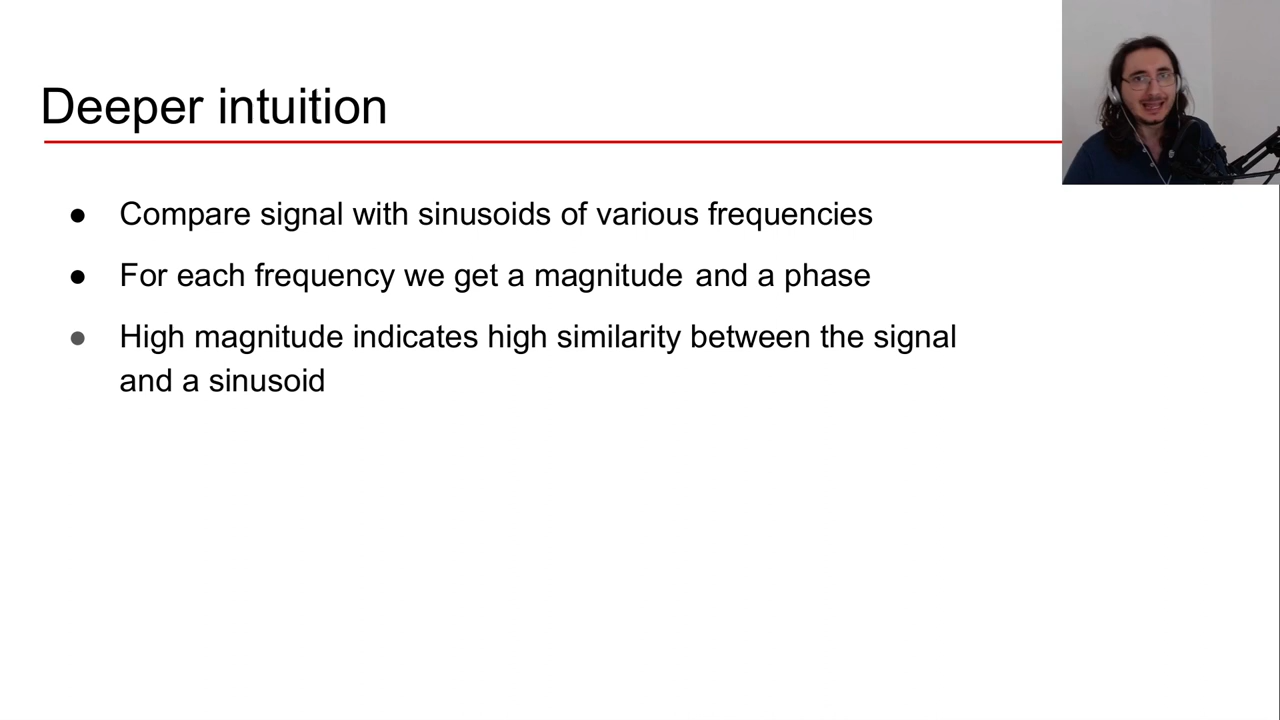 Deeper intuition
● Compare signal with sinusoids of various frequencies
● For each frequency we get a magnitude and a phase
● High magnitude indicates high similarity between the signal
and a sinusoid